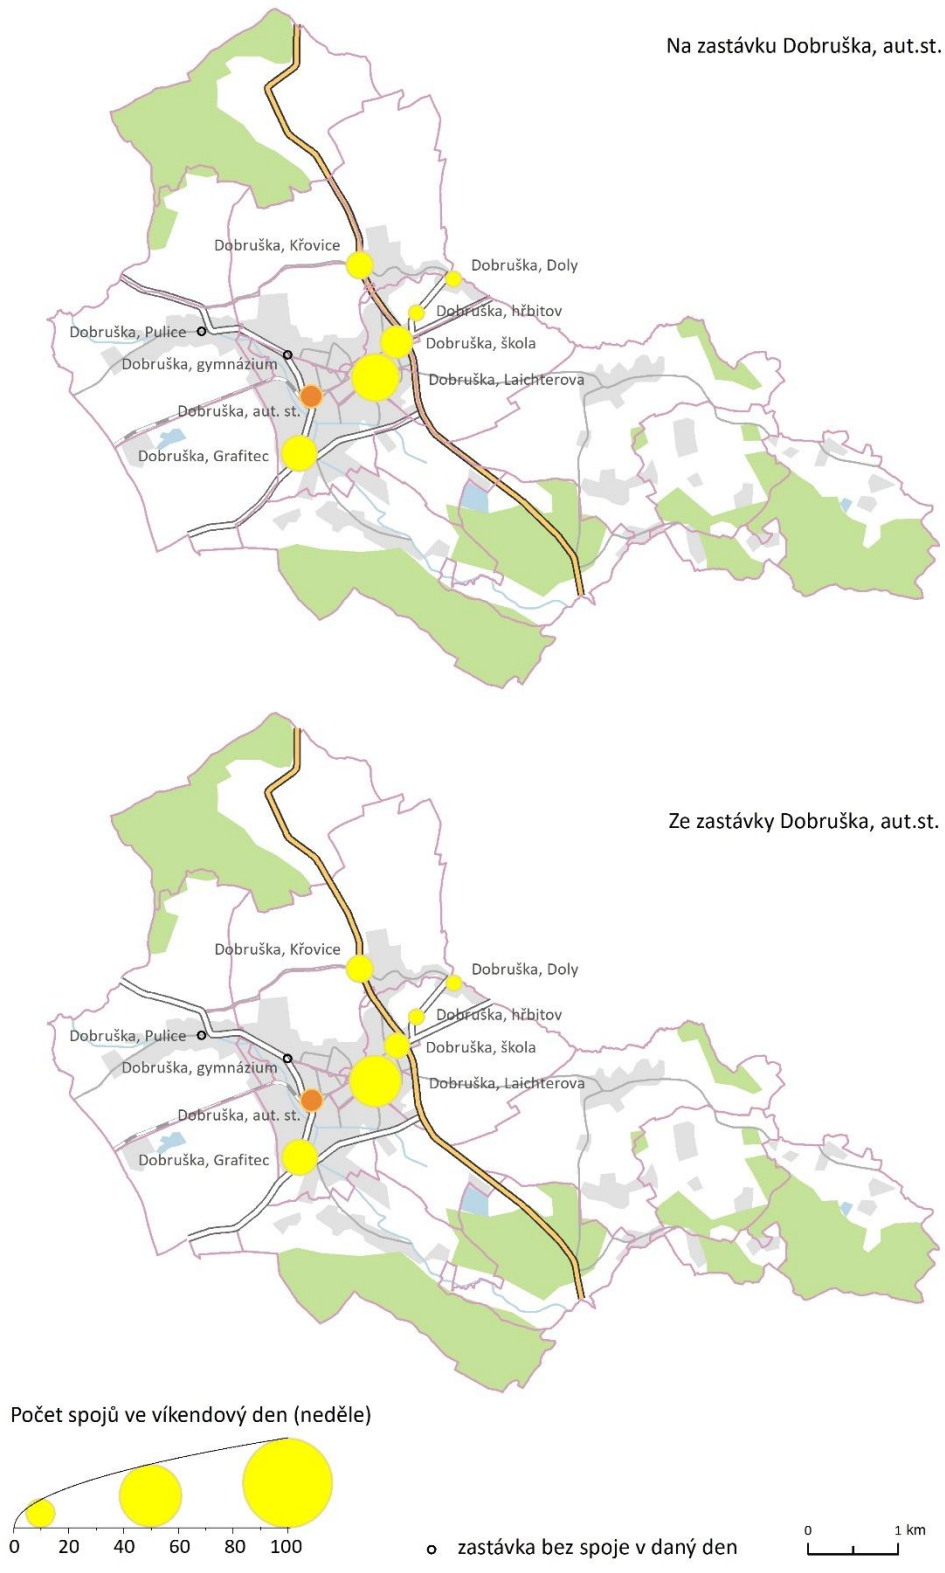 Na zastávku Dobruška, aut.st.
Dobruška, Křovice
Dobruška, Doly
Dobruška, hřbitov
Dobruška, Pulice
Dobruška, škola
Dobruška, gymnázium
Dobruška, Laichterova
Dobruška, aut. st.
Dobruška, Grafitec
Ze zastávky Dobruška, aut.st.
Dobruška, Křovice
Dobruška, Doly
Dobruška, hřbitov
Dobruška, Pulice
Dobruška, škola
Dobruška, gymnázium
Dobruška, Laichterova
Dobruška, aut. st.
Dobruška, Grafitec
Počet spojů ve víkendový den (neděle)
0 20 40 60 80 100
zastávka bez spoje v daný den
0 1 km